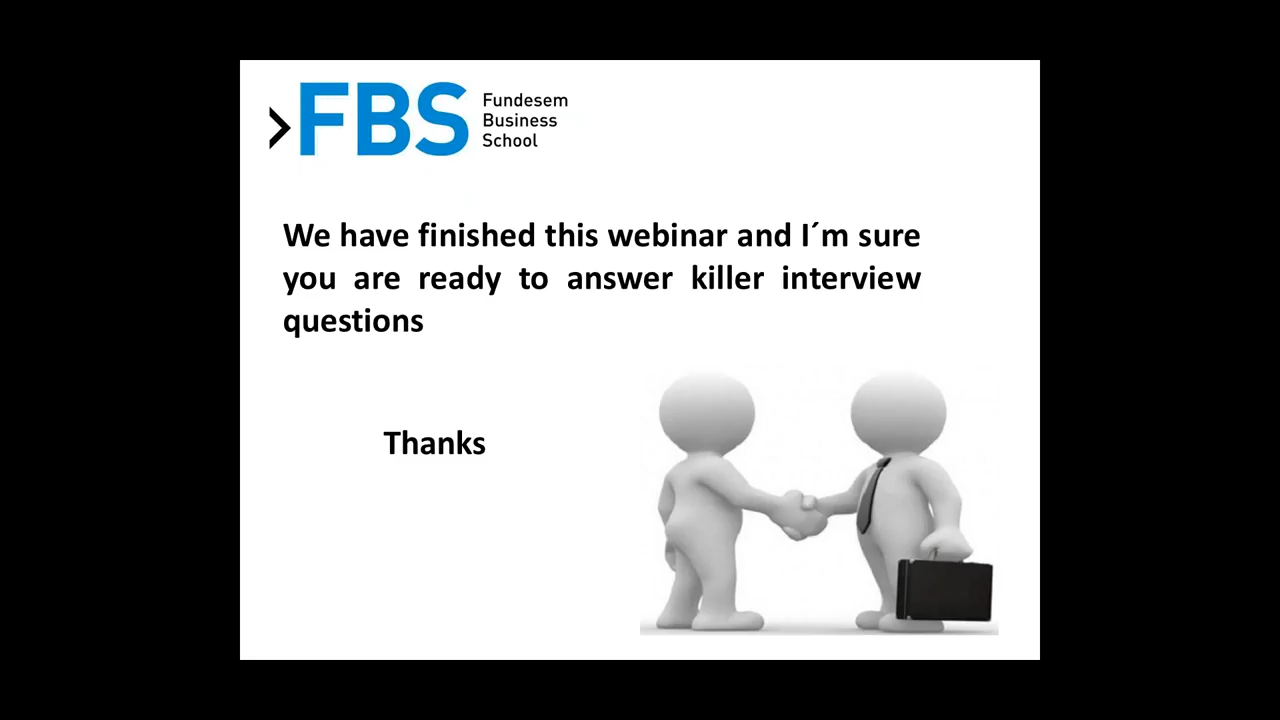 FBS
Fundesem
Business
School
We have finished this webinar and I´m sure
you are ready to answer killer interview
questions
Thanks